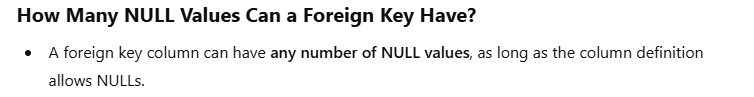 How Many NULL Values Can a Foreign Key Have?
• A foreign key column can have any number of NULL values, as long as the column definition
allows NULLs.